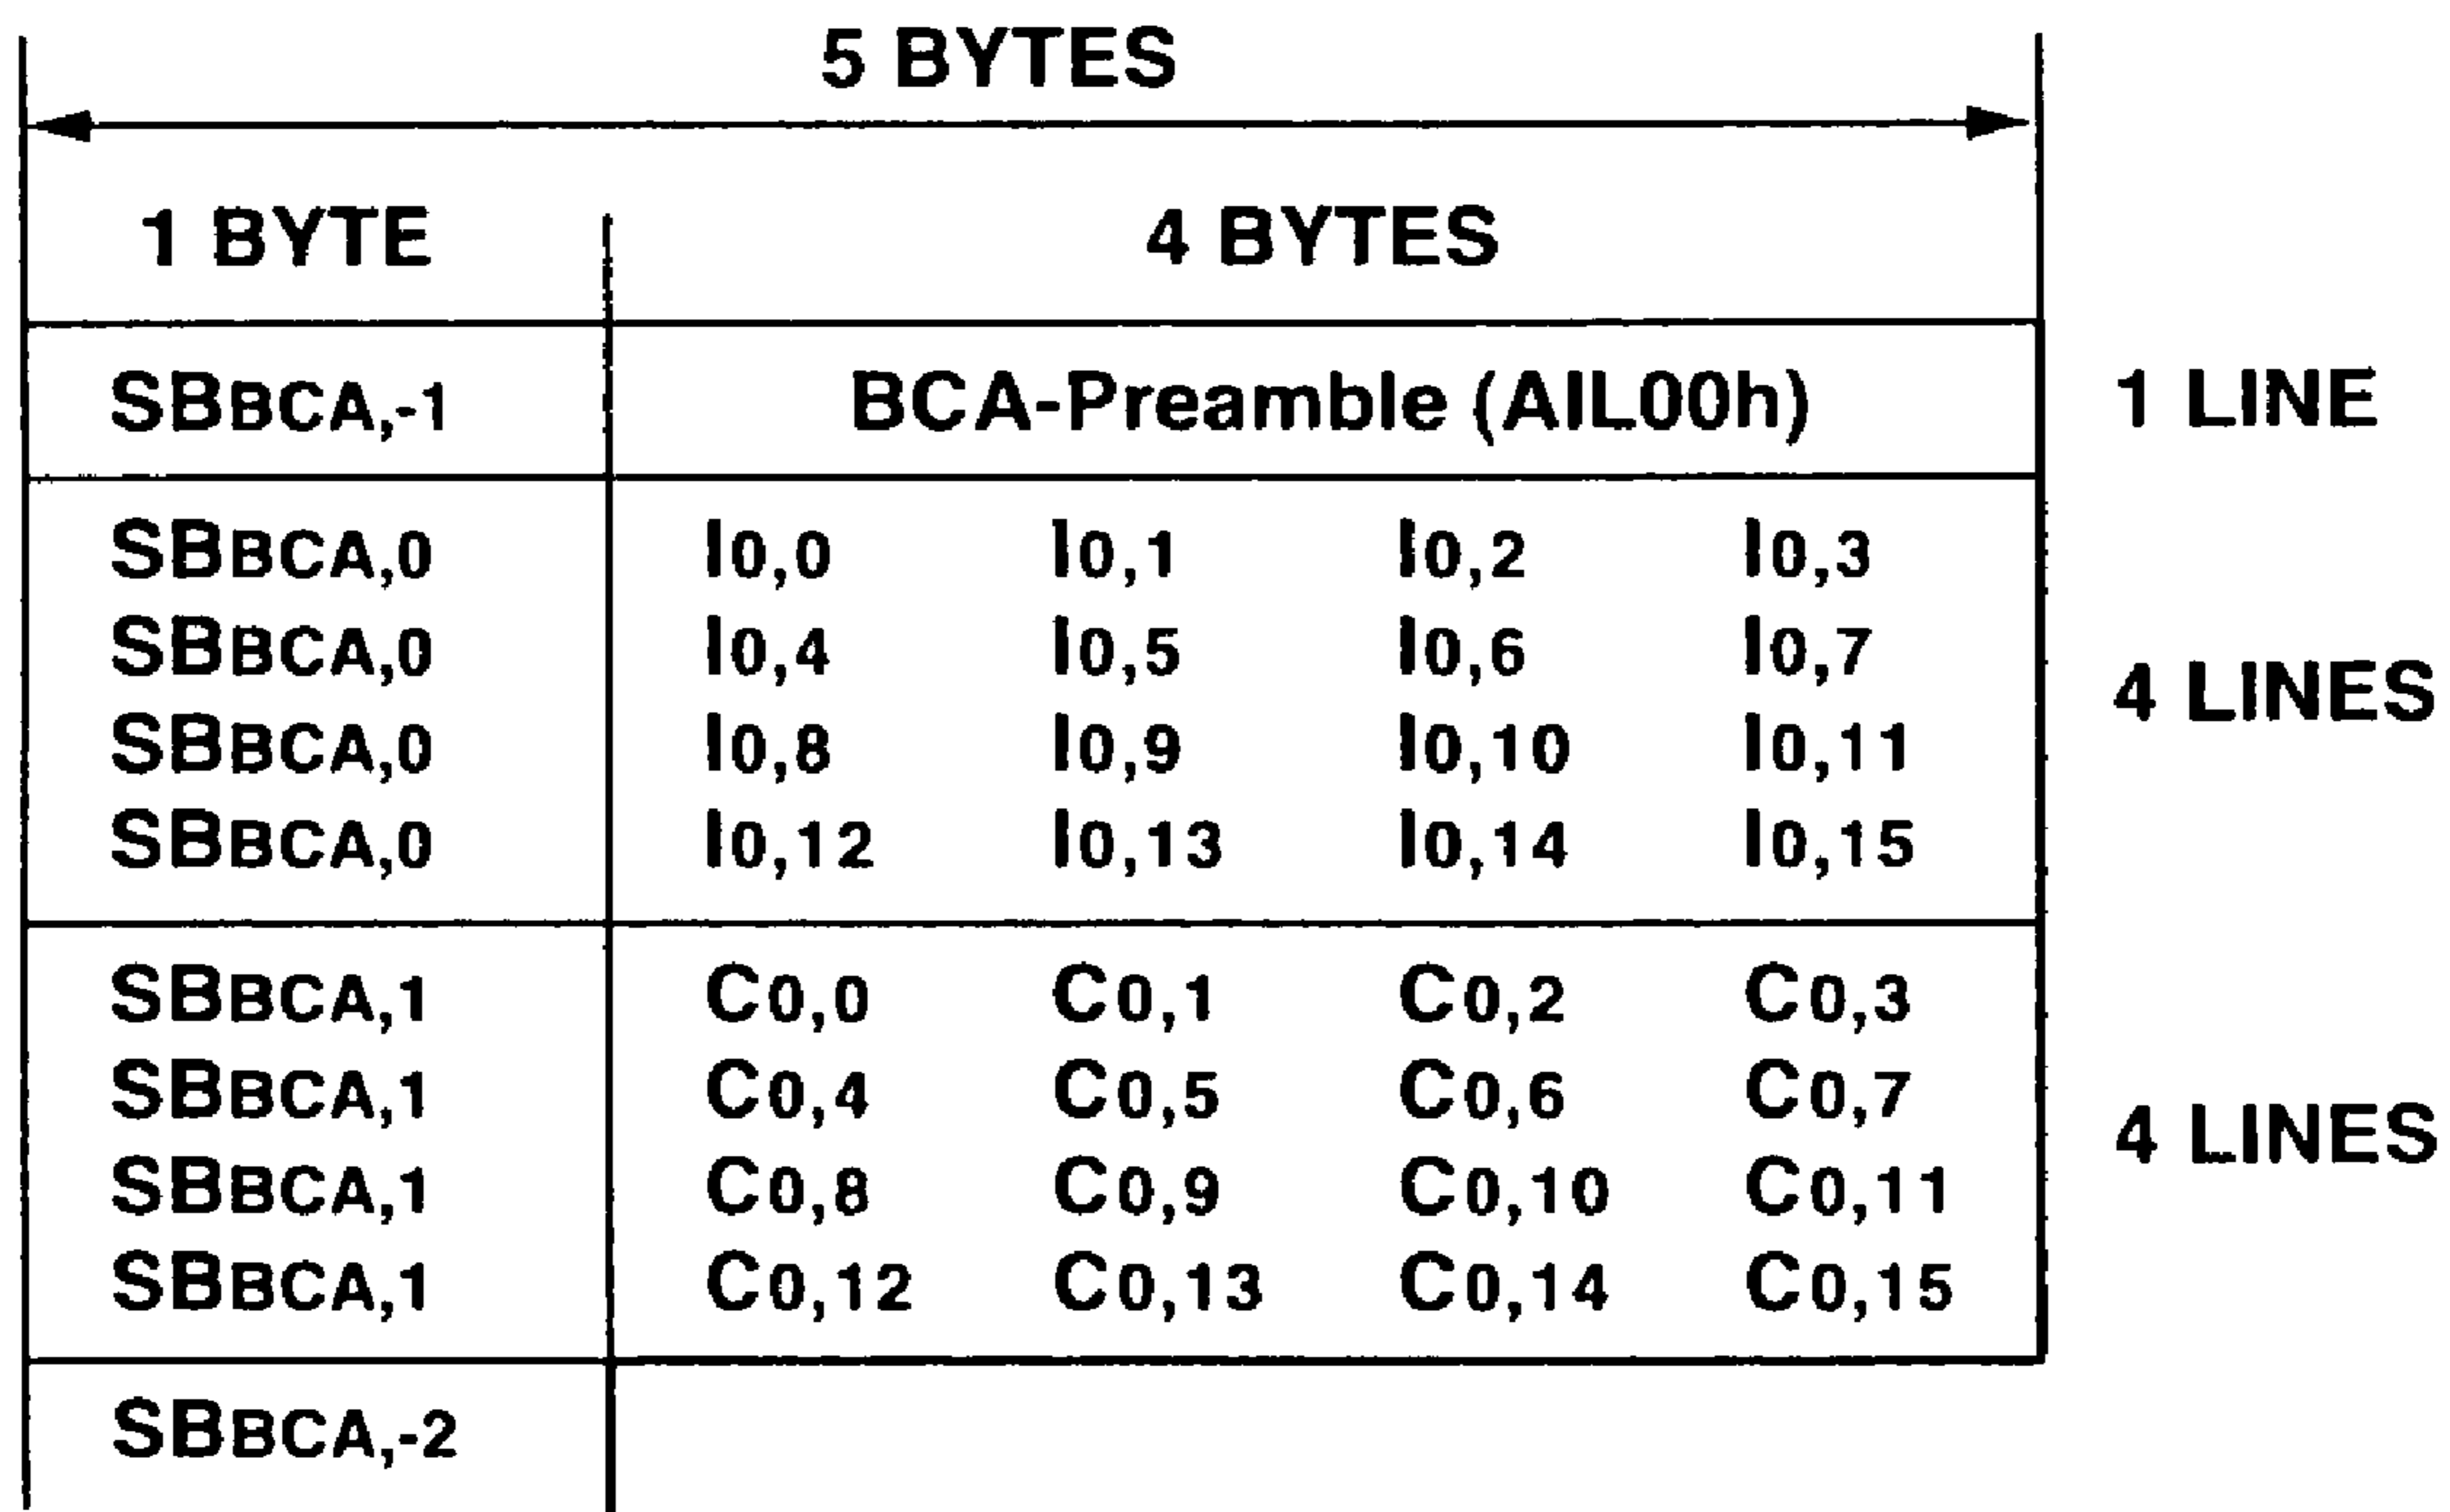 5 BYTES
1 BYTE 4 BYTES
SBBCA,-1 BCA-Preamble (AIL00h) 1 LINE
SBBCA,0 I0,0 I0,1 I0,2 I0,3
SBBCA,0 I0,4 I0,5 I0,6 I0,7
4 LINES
SBBCA,0 I0,8 I0,9 I0,10 I0,11
SBBCA,0 I0,12 I0,13 I0,14 I0,15
SBBCA,1 C0,0 C0,1 C0,2 C0,3
SBBCA,1 C0,4 C0,5 C0,6 C0,7
4 LINES
SBBCA,1 C0,8 C0,9 C0,10 C0,11
SBBCA,1 C0,12 C0,13 C0,14 C0,15
SBBCA,-2